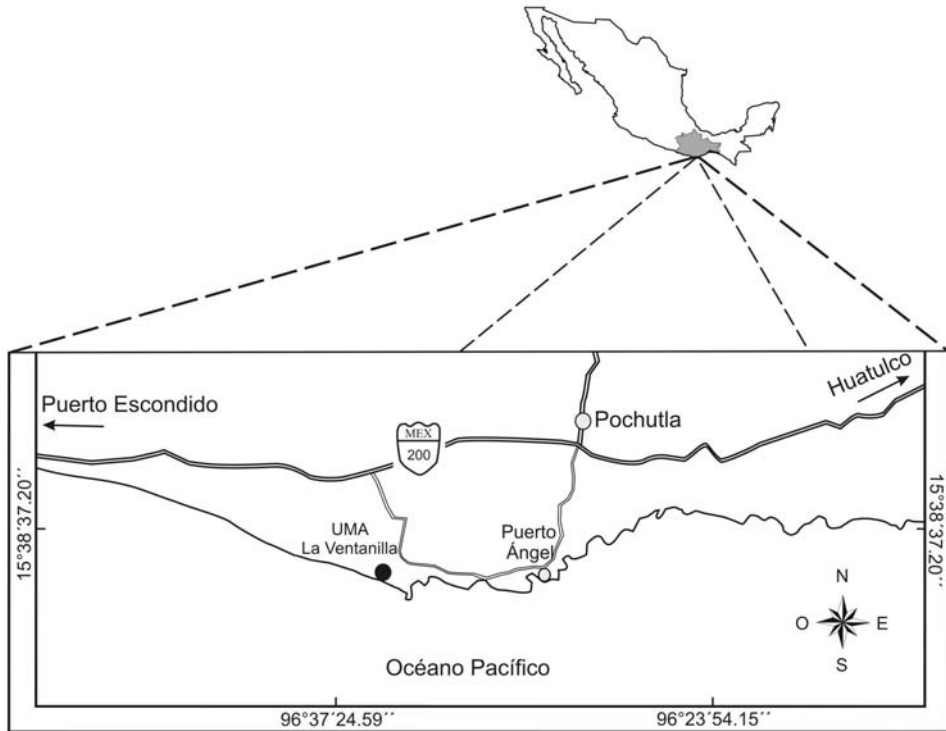 Huatulco
Puerto Escondido
Pochutla
MEX
200
15°38´37.20´´
15°38´37.20´´
UMA
La Ventanilla
Puerto
Ángel
N
O
E
S
Océano Pacífico
96°37´24.59´´
96°23´54.15´´